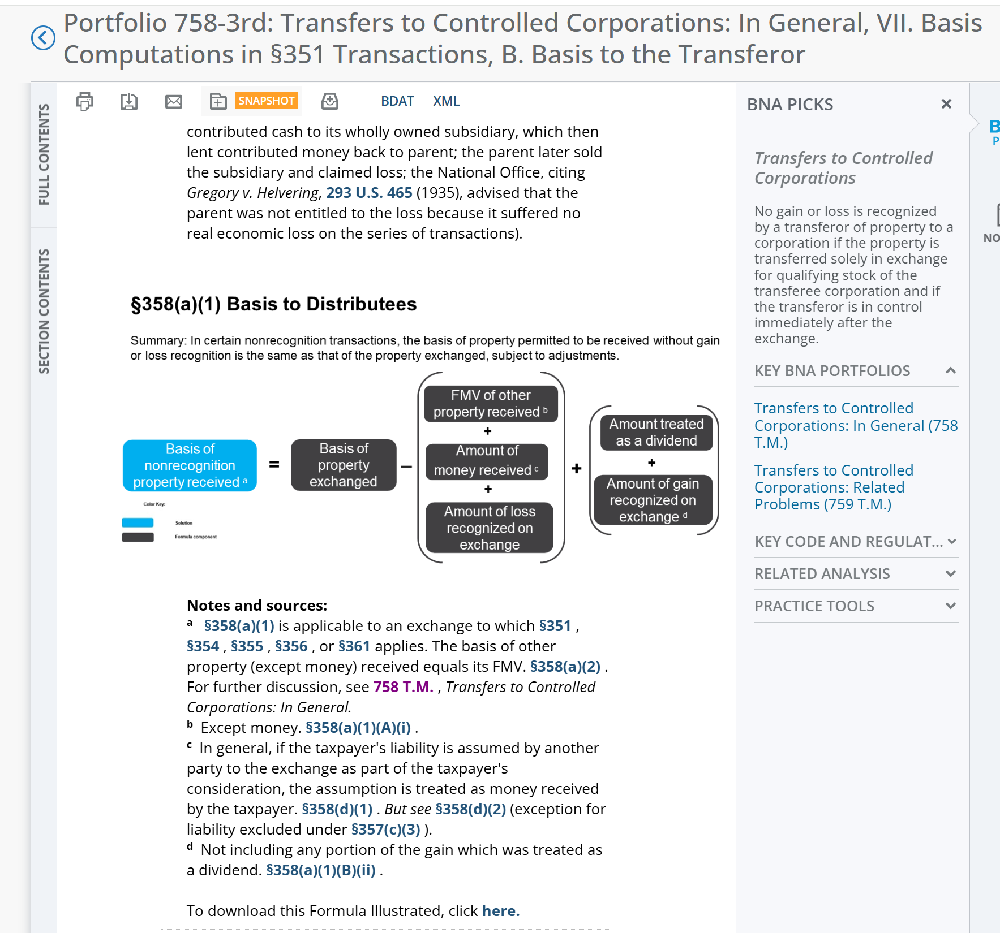 Portfolio 758-3rd: Transfers to Controlled Corporations: In General, VII. Basis
Computations in §351 Transactions, B. Basis to the Transferor
FULL CONTENTS
SECTION CONTENTS
SNAPSHOT
BDAT
XML
contributed cash to its wholly owned subsidiary, which then
lent contributed money back to parent; the parent later sold
the subsidiary and claimed loss; the National Office, citing
Gregory v. Helvering, 293 U.S. 465 (1935), advised that the
parent was not entitled to the loss because it suffered no
real economic loss on the series of transactions).
§358(a)(1) Basis to Distributees
Summary: In certain nonrecognition transactions, the basis of property permitted to be received without gain
or loss recognition is the same as that of the property exchanged, subject to adjustments.
Basis of
nonrecognition
property received a
=
Basis of
property
exchanged
–
FMV of other
property received b
+
Amount of
money received c
+
Amount of loss
recognized on
exchange
+
Amount treated
as a dividend
+
Amount of gain
recognized on
exchange d
Color Key:
Solution
Formula component
Notes and sources:
a §358(a)(1) is applicable to an exchange to which §351 ,
§354 , §355 , §356 , or §361 applies. The basis of other
property (except money) received equals its FMV. §358(a)(2) .
For further discussion, see 758 T.M. , Transfers to Controlled
Corporations: In General.
b Except money. §358(a)(1)(A)(i) .
c In general, if the taxpayer's liability is assumed by another
party to the exchange as part of the taxpayer's
consideration, the assumption is treated as money received
by the taxpayer. §358(d)(1) . But see §358(d)(2) (exception for
liability excluded under §357(c)(3) ).
d Not including any portion of the gain which was treated as
a dividend. §358(a)(1)(B)(ii) .
To download this Formula Illustrated, click here.
BNA PICKS
Transfers to Controlled
Corporations
No gain or loss is recognized
by a transferor of property to a
corporation if the property is
transferred solely in exchange
for qualifying stock of the
transferee corporation and if
the transferor is in control
immediately after the
exchange.
KEY BNA PORTFOLIOS
Transfers to Controlled
Corporations: In General (758
T.M.)
Transfers to Controlled
Corporations: Related
Problems (759 T.M.)
KEY CODE AND REGULAT...
RELATED ANALYSIS
PRACTICE TOOLS
B
P
NO